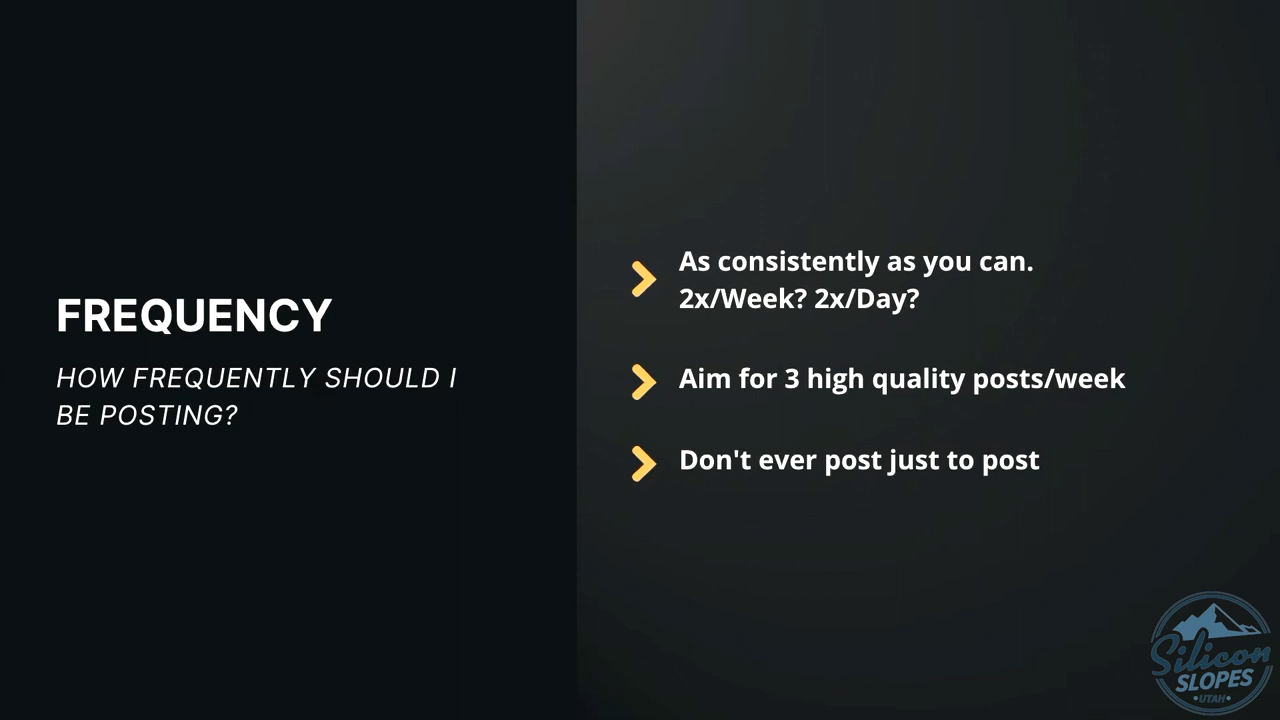 FREQUENCY
HOW FREQUENTLY SHOULD I
BE POSTING?
As consistently as you can.
2x/Week? 2x/Day?
Aim for 3 high quality posts/week
Don't ever post just to post
Silicon
SLOPES
•UTAH•